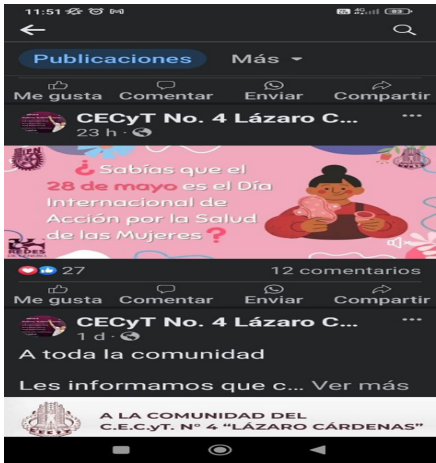 11:51
Publicaciones Más
Me gusta Comentar Enviar Compartir
CECyT No. 4 Lázaro C...
23 h
¿Sabías que el
28 de mayo es el Día
Internacional de
Acción por la Salud
de las Mujeres?
REDES
27 12 comentarios
Me gusta Comentar Enviar Compartir
CECyT No. 4 Lázaro C...
1 d
A toda la comunidad
Les informamos que c... Ver más
A LA COMUNIDAD DEL
C.E.C.yT. N° 4 "LÁZARO CÁRDENAS"